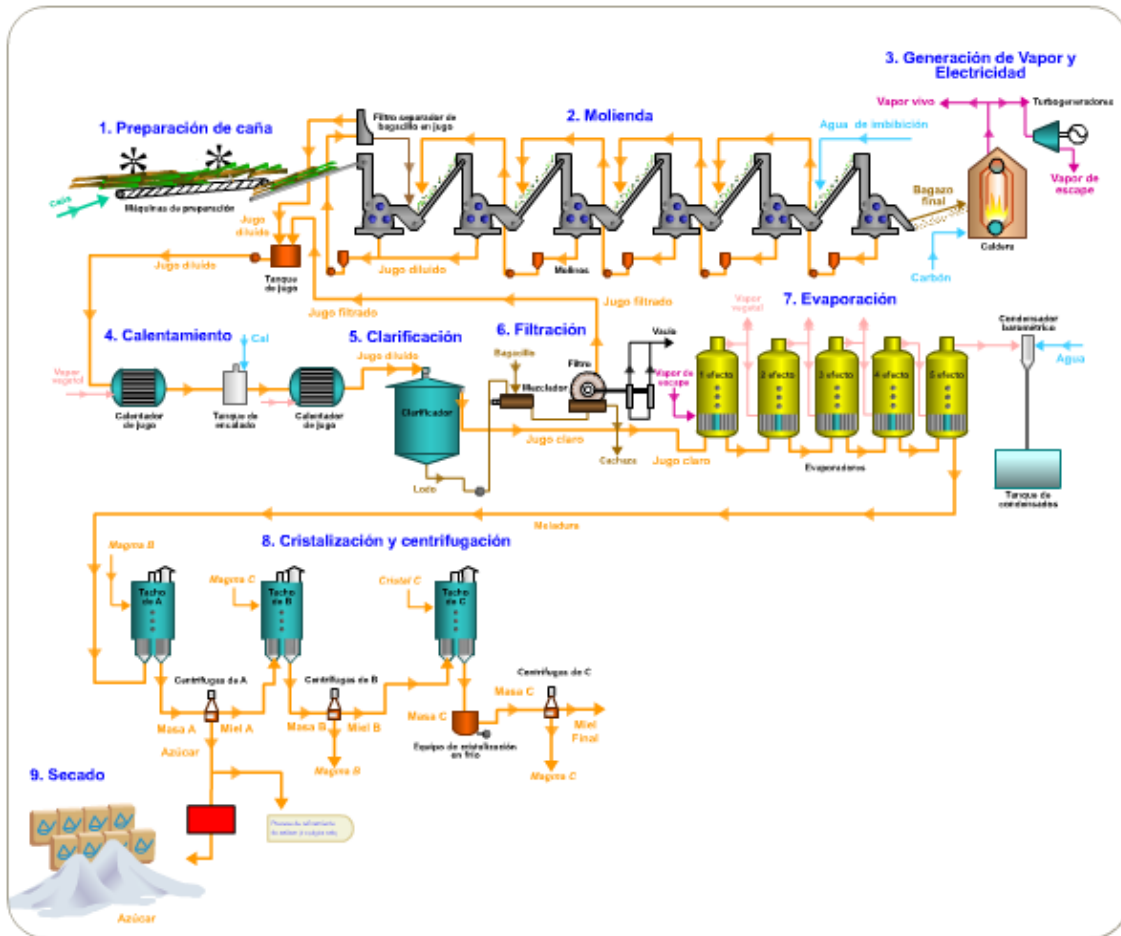 3. Generación de Vapor y
Electricidad
Vapor vivo
Turbogeneradores
Filtro separador de
bagacillo en jugo
2. Molienda
1. Preparación de caña
Agua de imbibición
Vapor de
escape
Bagazo
final
Caña
Máquinas de preparación
Jugo
diluído
Caldera
Jugo diluído
Tanque
de jugo
Jugo diluído
Molinos
Carbón
Jugo filtrado
Jugo filtrado
7. Evaporación
Vapor
vegetal
Vapor
vegetal
Condensador
barométrico
4. Calentamiento
Cal
5. Clarificación
6. Filtración
Vacío
Jugo diluído
Bagacillo
Filtro
Mezclador
Agua
Vapor
vegetal
Vapor de
escape
1 efecto
2 efecto
3 efecto
4 efecto
5 efecto
Calentador
de jugo
Tanque de
encalado
Calentador
de jugo
Clarificador
Jugo claro
Cachaza
Jugo claro
Evaporadores
Lodo
Tanque de
condensados
Meladura
8. Cristalización y centrifugación
Magma B
Magma C
Cristal C
Tacho
de A
Tacho
de B
Tacho
de C
Centrífugas de A
Centrífugas de B
Centrífugas de C
Masa A
Miel A
Masa B
Miel B
Masa C
Masa C
Miel
Final
Equipo de cristalización
en frío
Azúcar
Magma B
Magma C
9. Secado
Azúcar